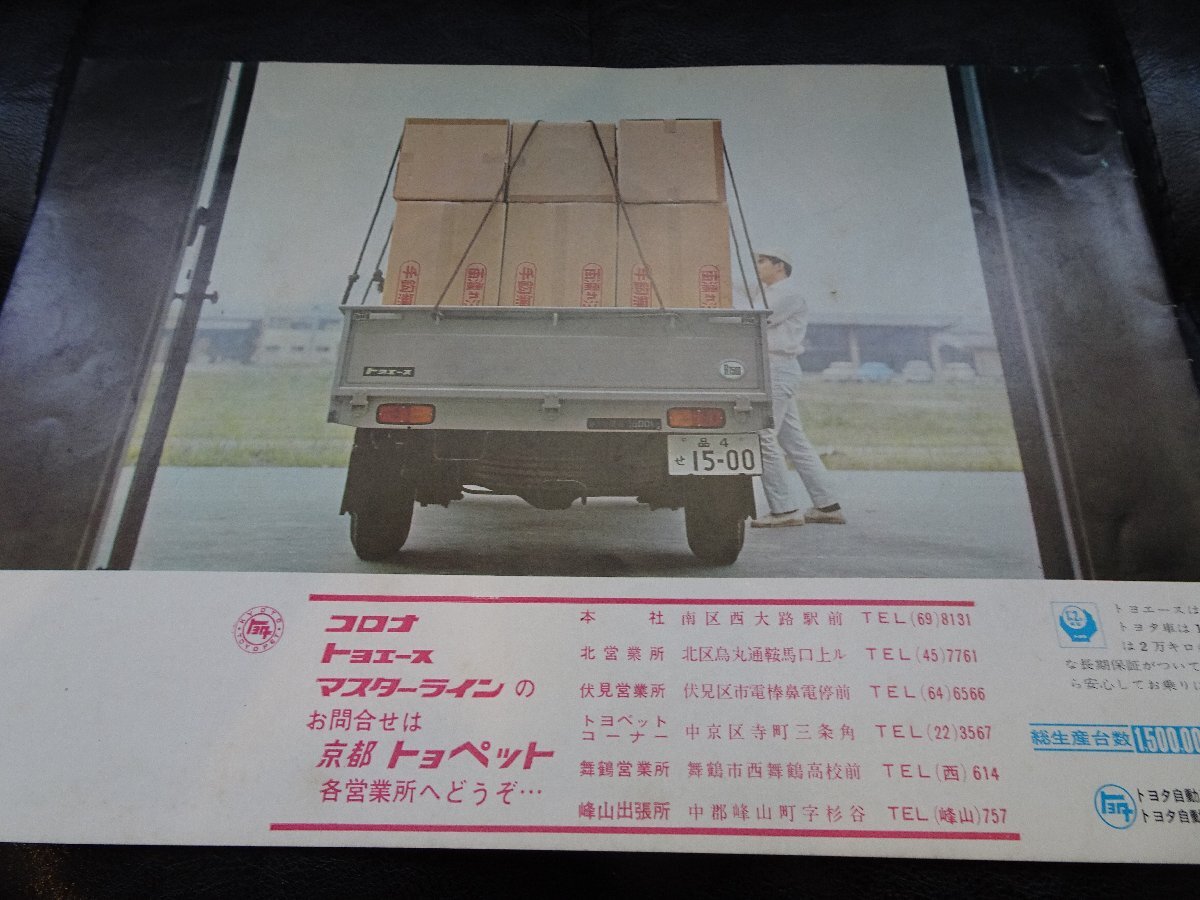 トヨエース
品 4
せ 15-00
KYOTO
TOYOPET
コロナ
トヨエース
マスターラインの
お問合せは
京都 トヨペット
各営業所へどうぞ…
本社 南区西大路駅前 TEL(69)8131
北営業所 北区烏丸通鞍馬口上ル TEL(45)7761
伏見営業所 伏見区市電棒鼻電停前 TEL(64)6566
トヨペットコーナー 中京区寺町三条角 TEL(22)3567
舞鶴営業所 舞鶴市西舞鶴高校前 TEL(西)614
峰山出張所 中郡峰山町字杉谷 TEL(峰山)757
トヨエースは
トヨタ車は1
は2万キロ
な長期保証がついて
ら安心してお乗りに
総生産台数 1,500,00
トヨタ自動
トヨタ自動